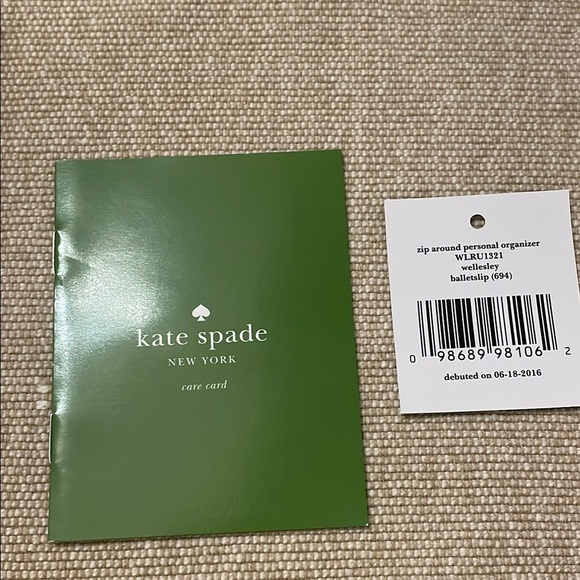 kate spade
NEW YORK
care card
zip around personal organizer
WLRU1321
wellesley
balletslip (694)
0 98689 98106 2
debuted on 06-18-2016